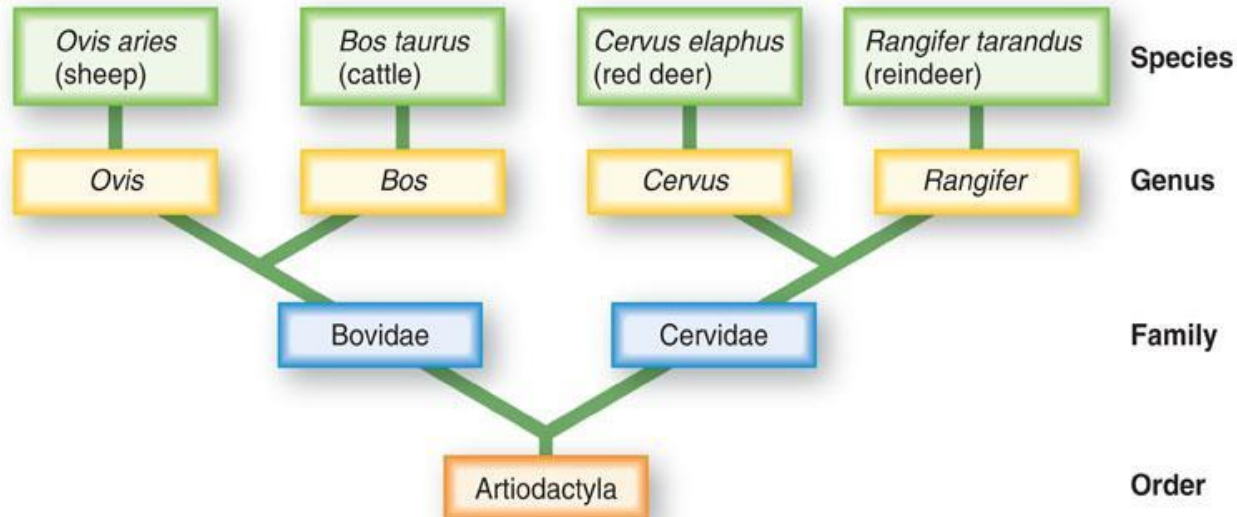 Ovis aries
(sheep)
Bos taurus
(cattle)
Cervus elaphus
(red deer)
Rangifer tarandus
(reindeer)
Species
Ovis
Bos
Cervus
Rangifer
Genus
Bovidae
Cervidae
Family
Artiodactyla
Order